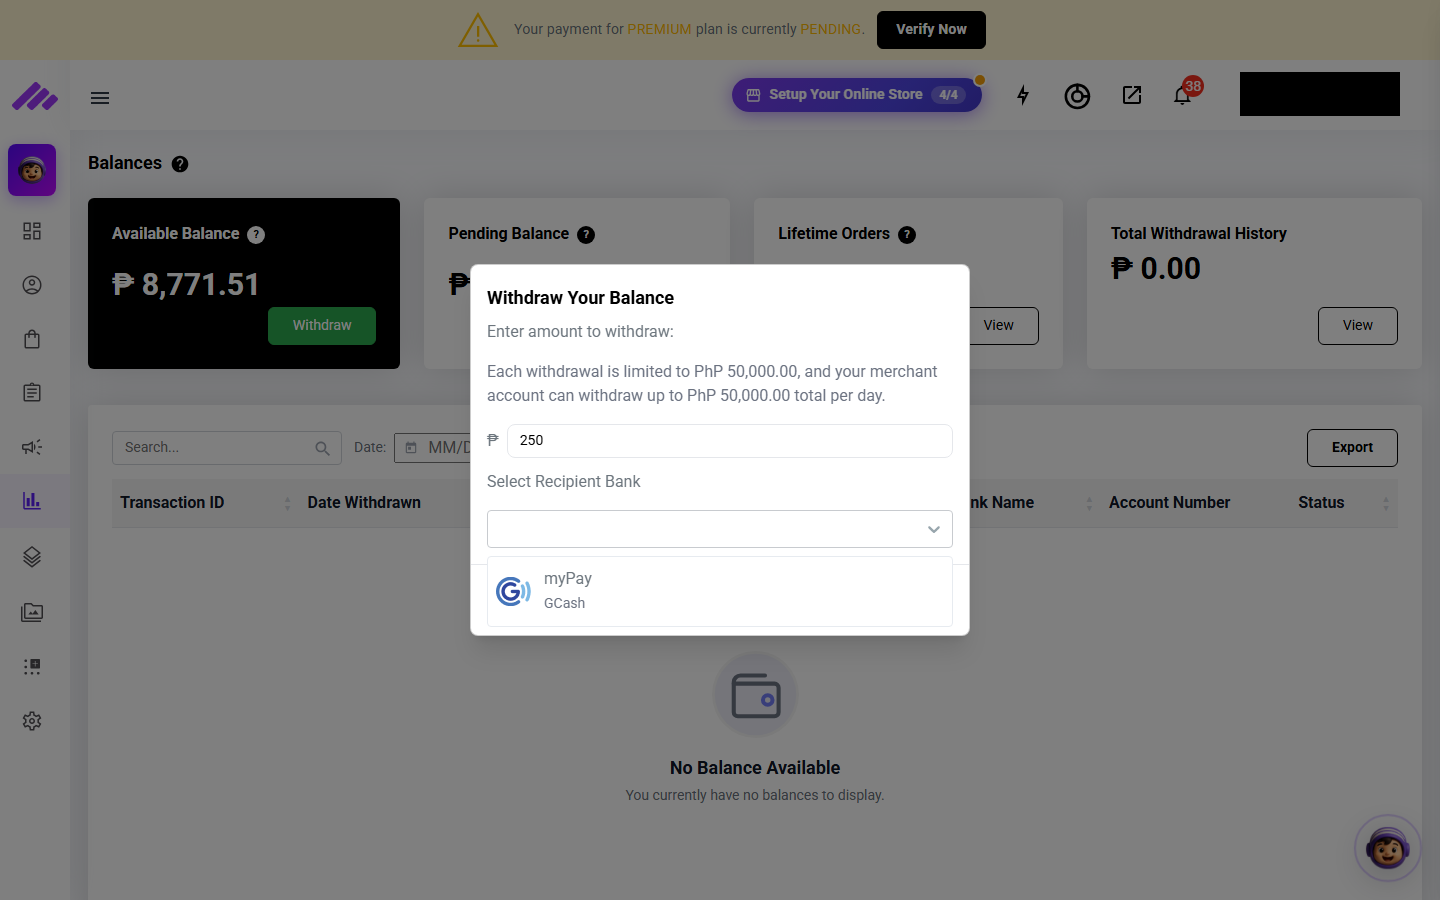 Your payment for PREMIUM plan is currently PENDING.
Verify Now
Setup Your Online Store 4/4
38
Balances ?
Available Balance ?
₱ 8,771.51
Withdraw
Pending Balance ?
₱
Lifetime Orders ?
View
Total Withdrawal History
₱ 0.00
View
Withdraw Your Balance
Enter amount to withdraw:
Each withdrawal is limited to PhP 50,000.00, and your merchant
account can withdraw up to PhP 50,000.00 total per day.
₱ 250
Select Recipient Bank
myPay
GCash
Search...
Date:
MM/D
Export
Transaction ID
Date Withdrawn
nk Name
Account Number
Status
No Balance Available
You currently have no balances to display.